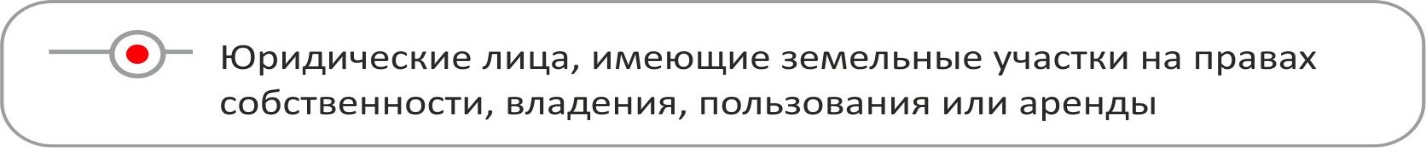 Юридические лица, имеющие земельные участки на правах
собственности, владения, пользования или аренды